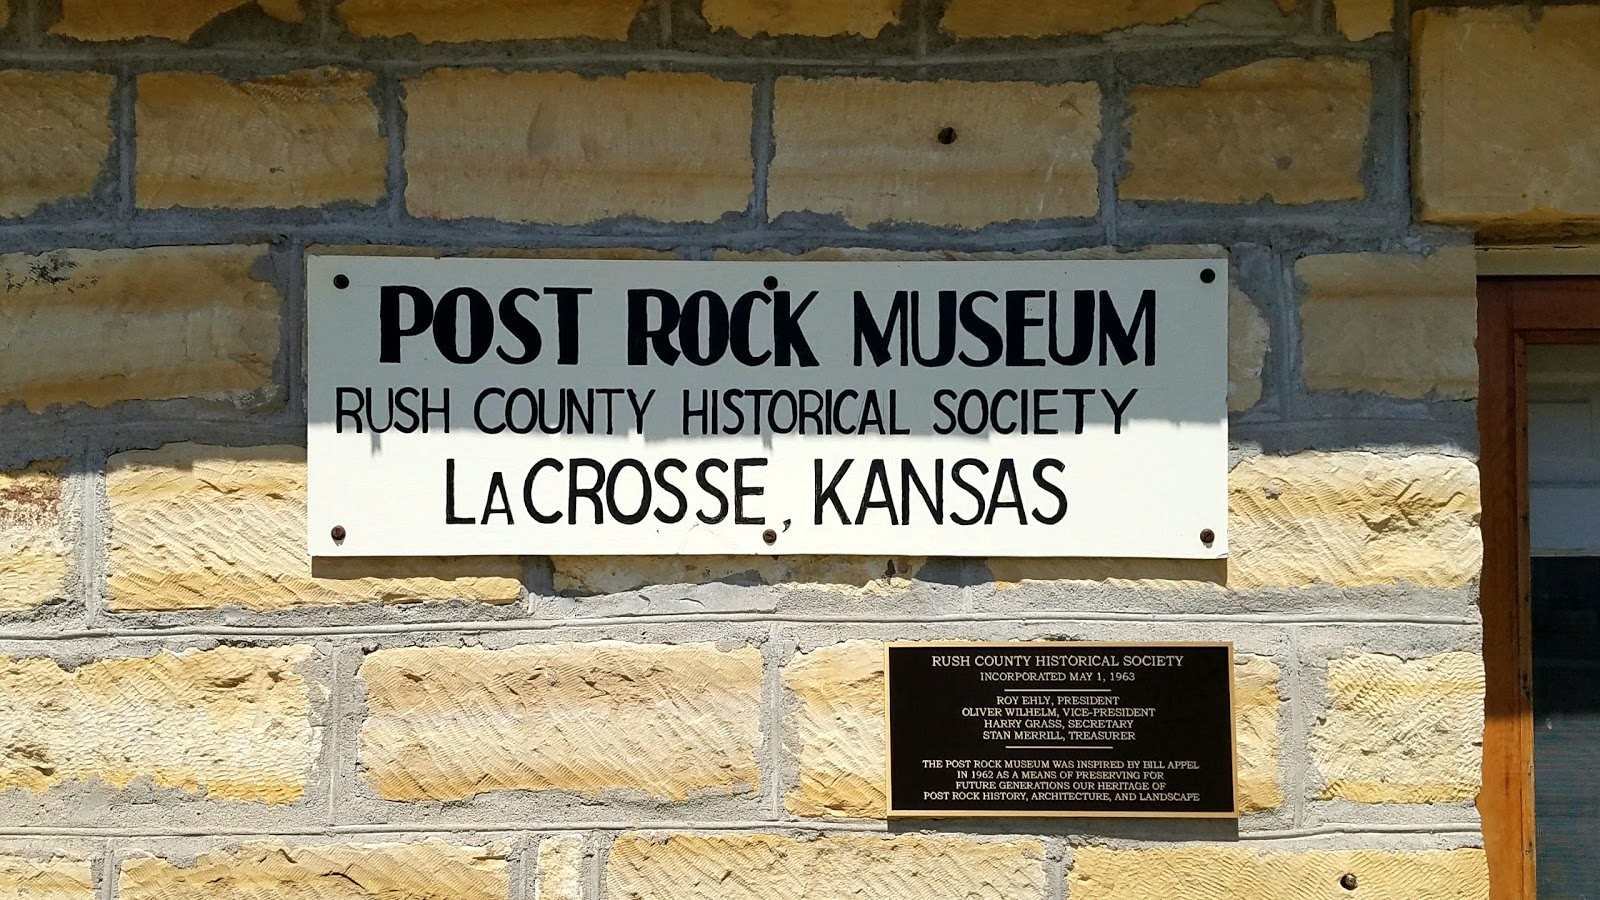 POST ROCK MUSEUM
RUSH COUNTY HISTORICAL SOCIETY
LACROSSE, KANSAS
RUSH COUNTY HISTORICAL SOCIETY
INCORPORATED MAY 1, 1963
ROY EHLY, PRESIDENT
OLIVER WILHELM, VICE-PRESIDENT
HARRY GRASS, SECRETARY
STAN MERRILL, TREASURER
THE POST ROCK MUSEUM WAS INSPIRED BY BILL APPEL
IN 1962 AS A MEANS OF PRESERVING FOR
FUTURE GENERATIONS OUR HERITAGE OF
POST ROCK HISTORY, ARCHITECTURE, AND LANDSCAPE